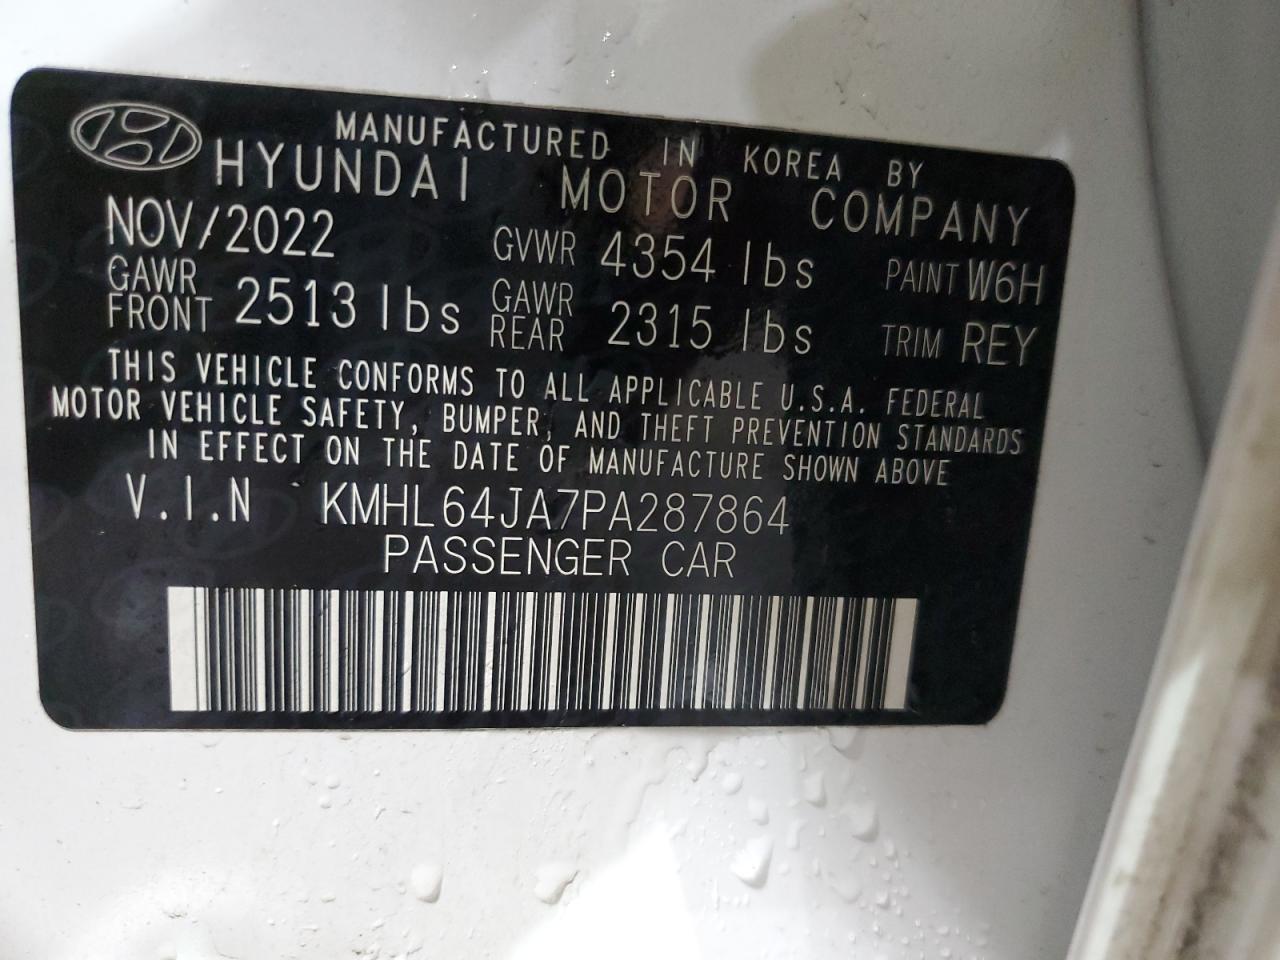 MANUFACTURED IN KOREA BY
HYUNDAI MOTOR COMPANY
NOV/2022 GVWR 4354 lbs PAINT W6H
GAWR FRONT 2513 lbs GAWR REAR 2315 lbs TRIM REY
THIS VEHICLE CONFORMS TO ALL APPLICABLE U.S.A. FEDERAL
MOTOR VEHICLE SAFETY, BUMPER, AND THEFT PREVENTION STANDARDS
IN EFFECT ON THE DATE OF MANUFACTURE SHOWN ABOVE
V.I.N KMHL64JA7PA287864
PASSENGER CAR